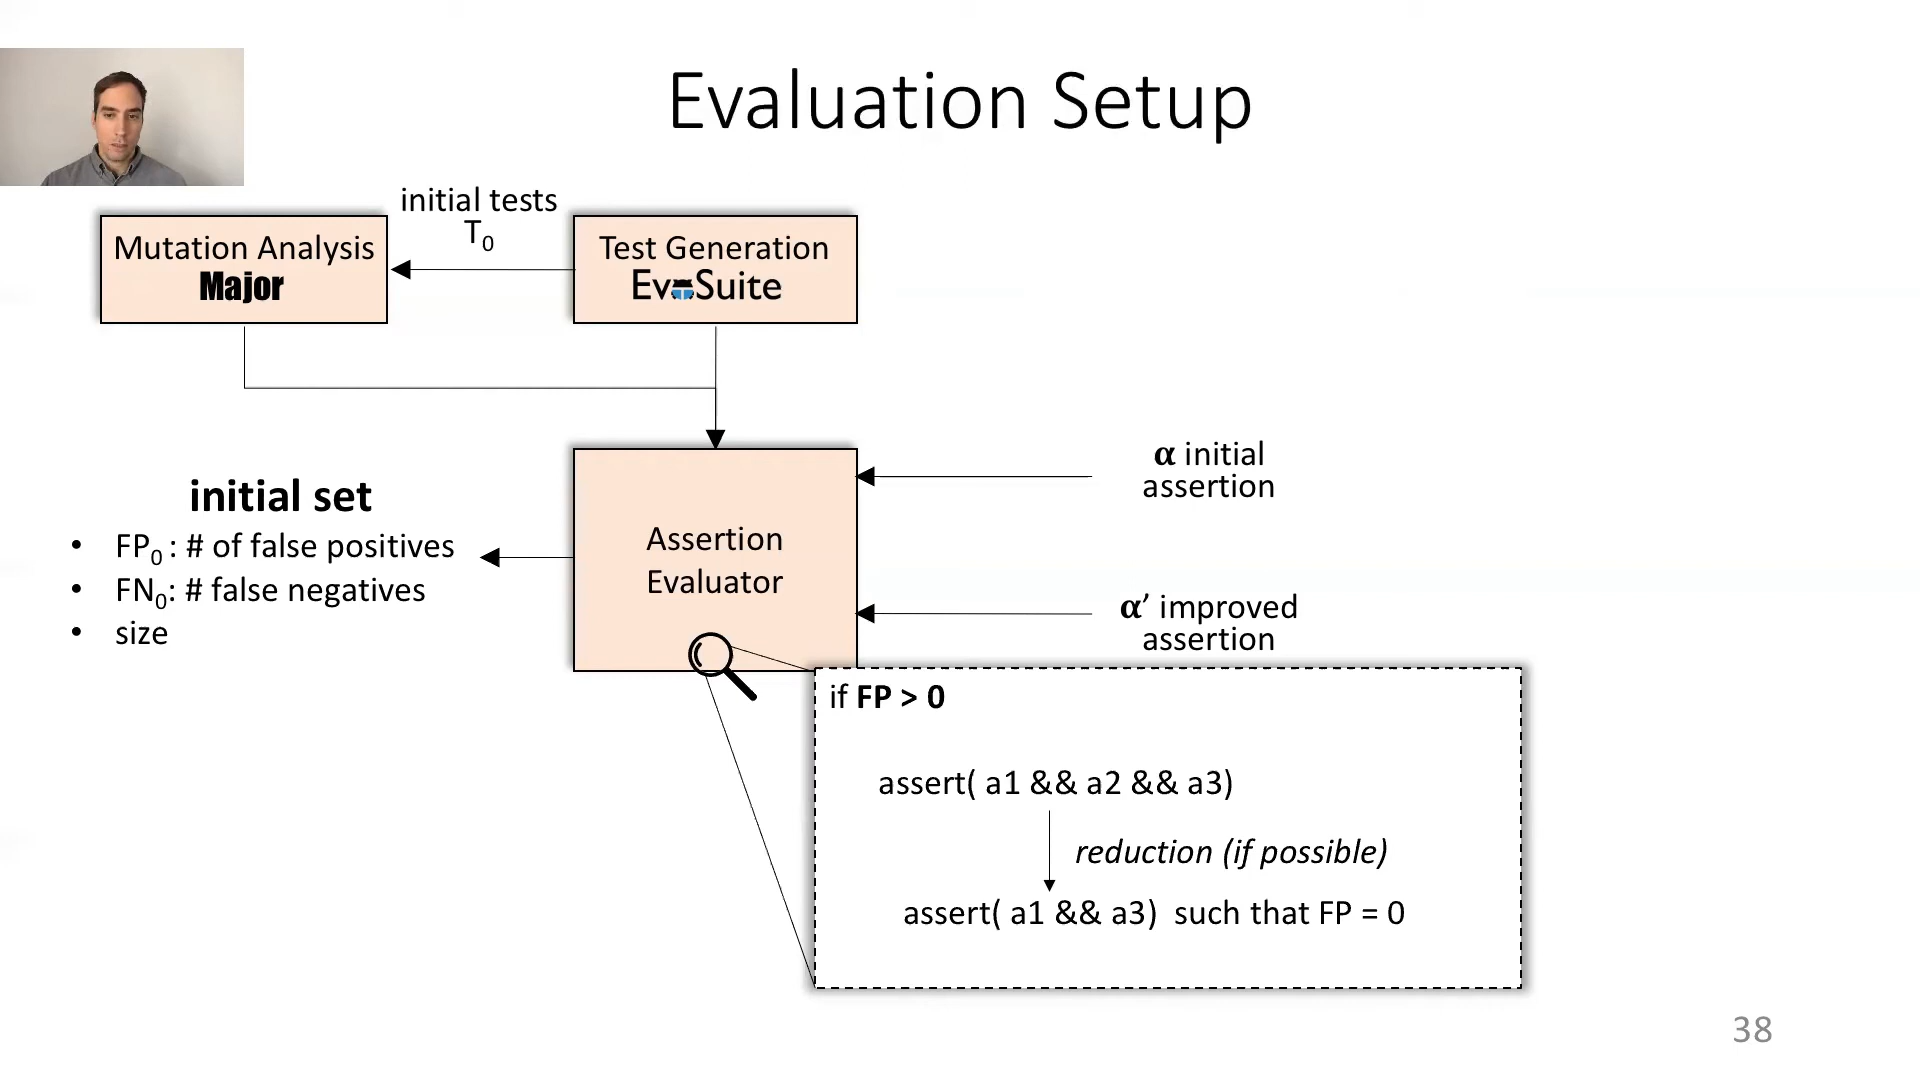 Evaluation Setup
initial tests
T₀
Mutation Analysis
Major
Test Generation
EvoSuite
initial set
• FP₀ : # of false positives
• FN₀: # false negatives
• size
Assertion
Evaluator
α initial
assertion
α’ improved
assertion
if FP > 0
assert( a1 && a2 && a3)
reduction (if possible)
assert( a1 && a3) such that FP = 0
38